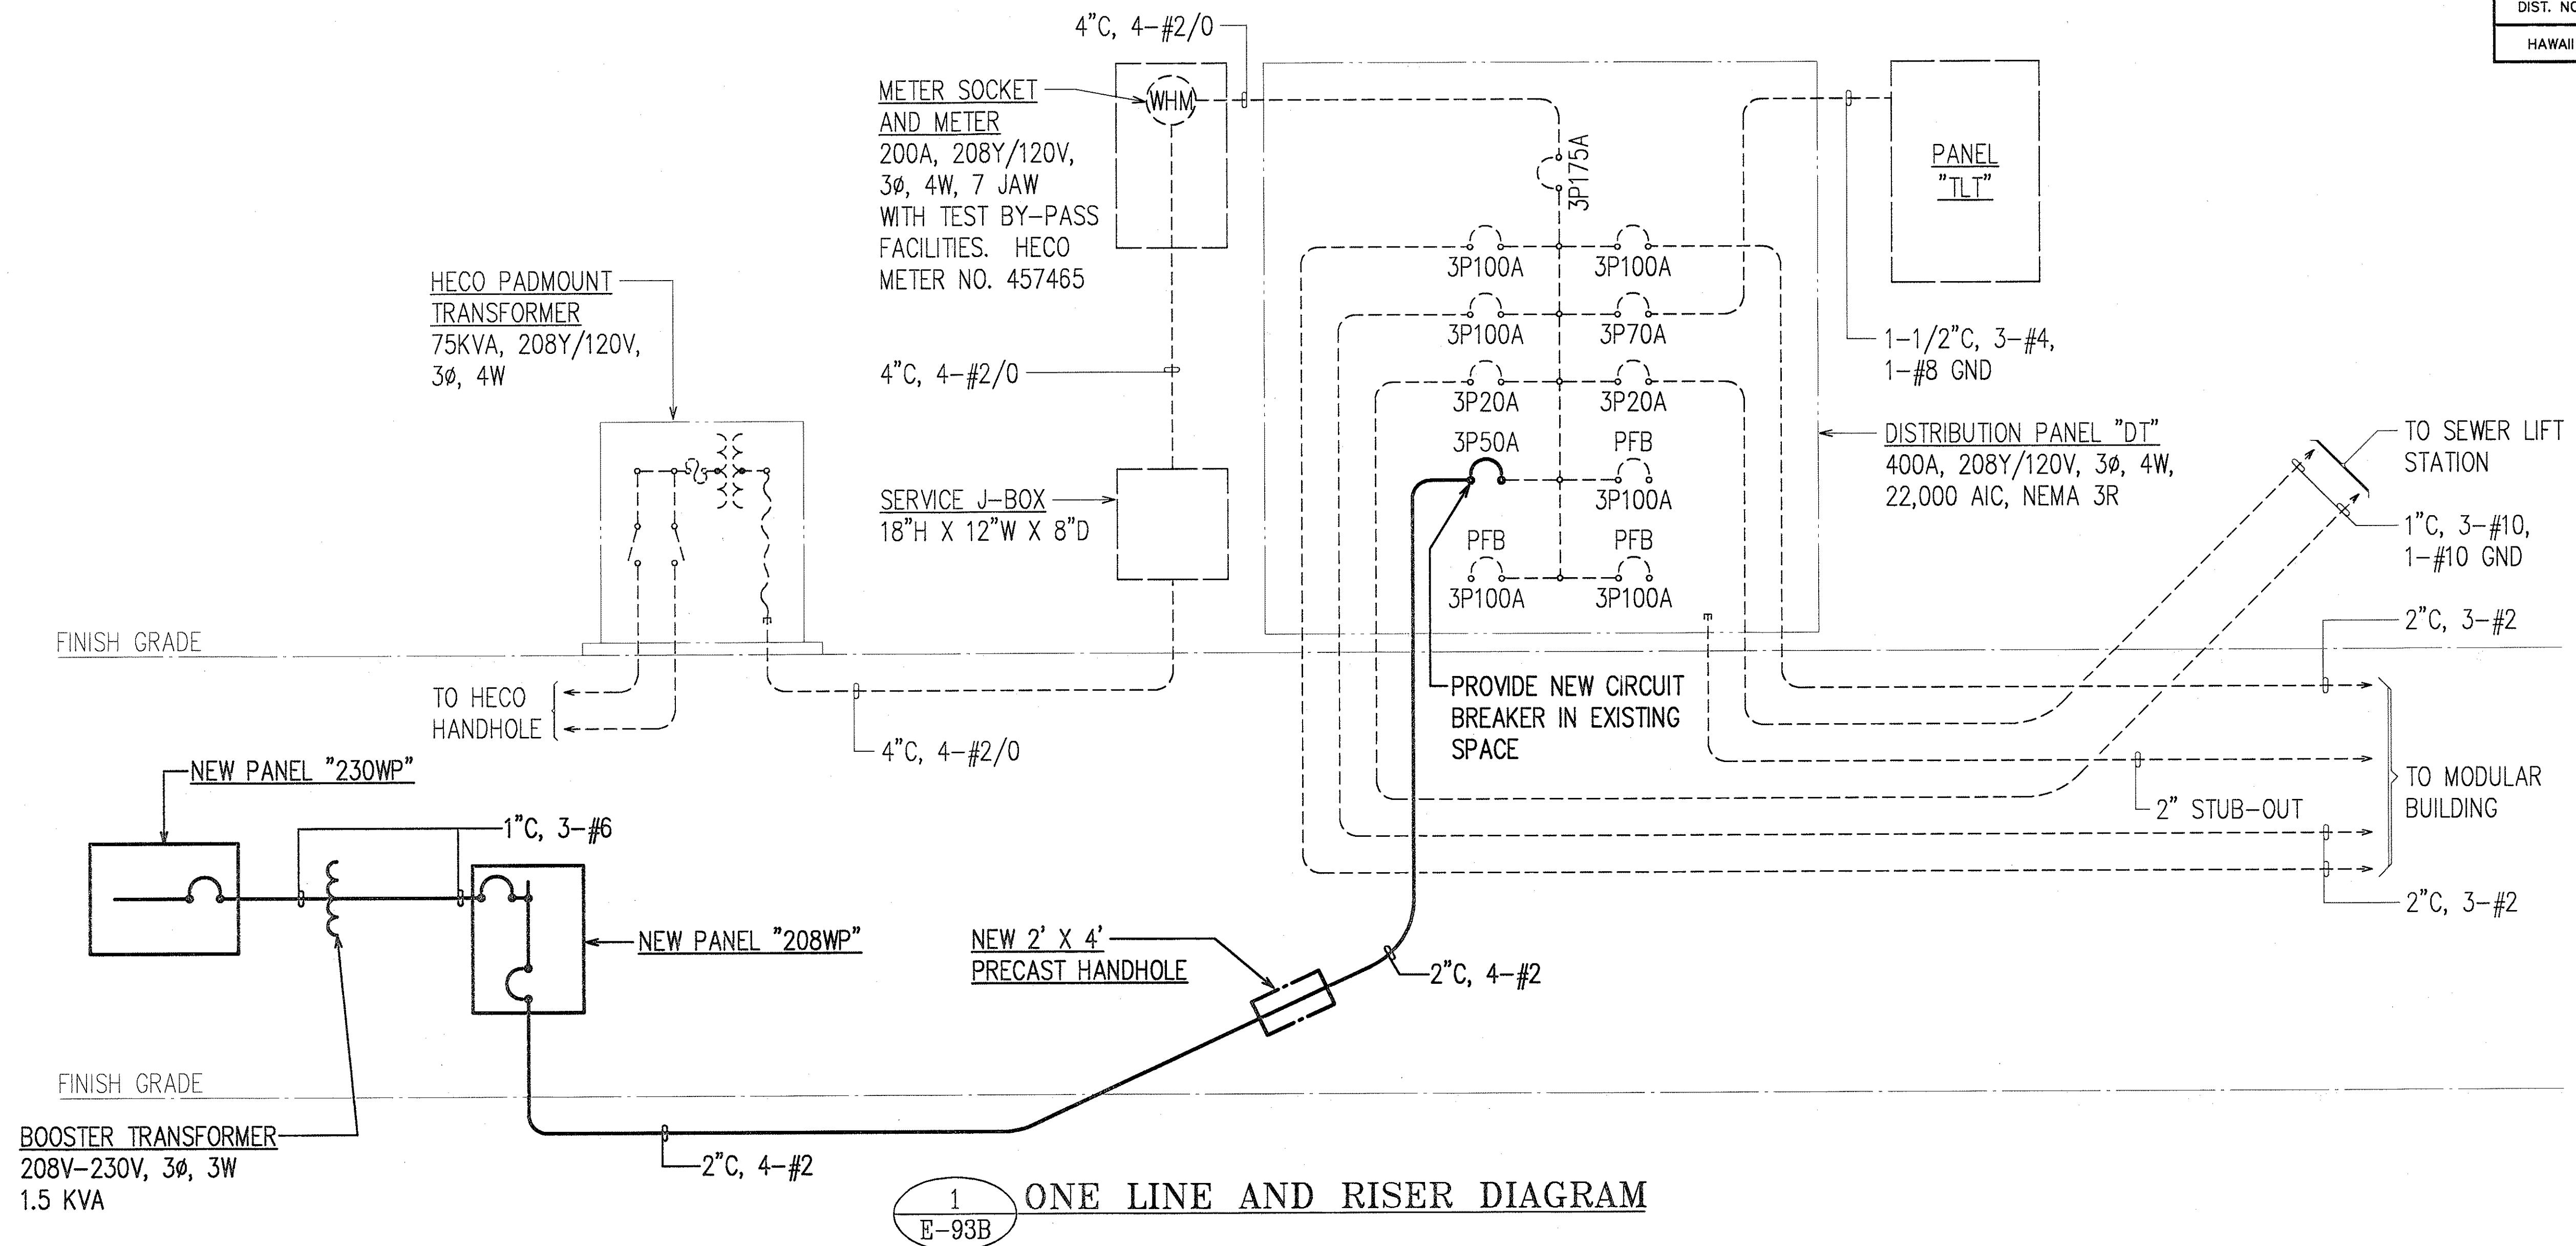 DIST. NO
HAWAII
4"C, 4-#2/0
METER SOCKET
AND METER
200A, 208Y/120V,
3ø, 4W, 7 JAW
WITH TEST BY-PASS
FACILITIES. HECO
METER NO. 457465
WHM
3P175A
PANEL
"TLT"
HECO PADMOUNT
TRANSFORMER
75KVA, 208Y/120V,
3ø, 4W
3P100A
3P100A
3P100A
3P70A
1-1/2"C, 3-#4,
1-#8 GND
4"C, 4-#2/0
3P20A
3P20A
3P50A
PFB
3P100A
PFB
PFB
3P100A
3P100A
DISTRIBUTION PANEL "DT"
400A, 208Y/120V, 3ø, 4W,
22,000 AIC, NEMA 3R
TO SEWER LIFT
STATION
SERVICE J-BOX
18"H X 12"W X 8"D
1"C, 3-#10,
1-#10 GND
2"C, 3-#2
FINISH GRADE
TO HECO
HANDHOLE
4"C, 4-#2/0
PROVIDE NEW CIRCUIT
BREAKER IN EXISTING
SPACE
2" STUB-OUT
TO MODULAR
BUILDING
2"C, 3-#2
NEW PANEL "230WP"
1"C, 3-#6
NEW PANEL "208WP"
NEW 2' X 4'
PRECAST HANDHOLE
2"C, 4-#2
FINISH GRADE
BOOSTER TRANSFORMER
208V-230V, 3ø, 3W
1.5 KVA
2"C, 4-#2
1
E-93B
ONE LINE AND RISER DIAGRAM